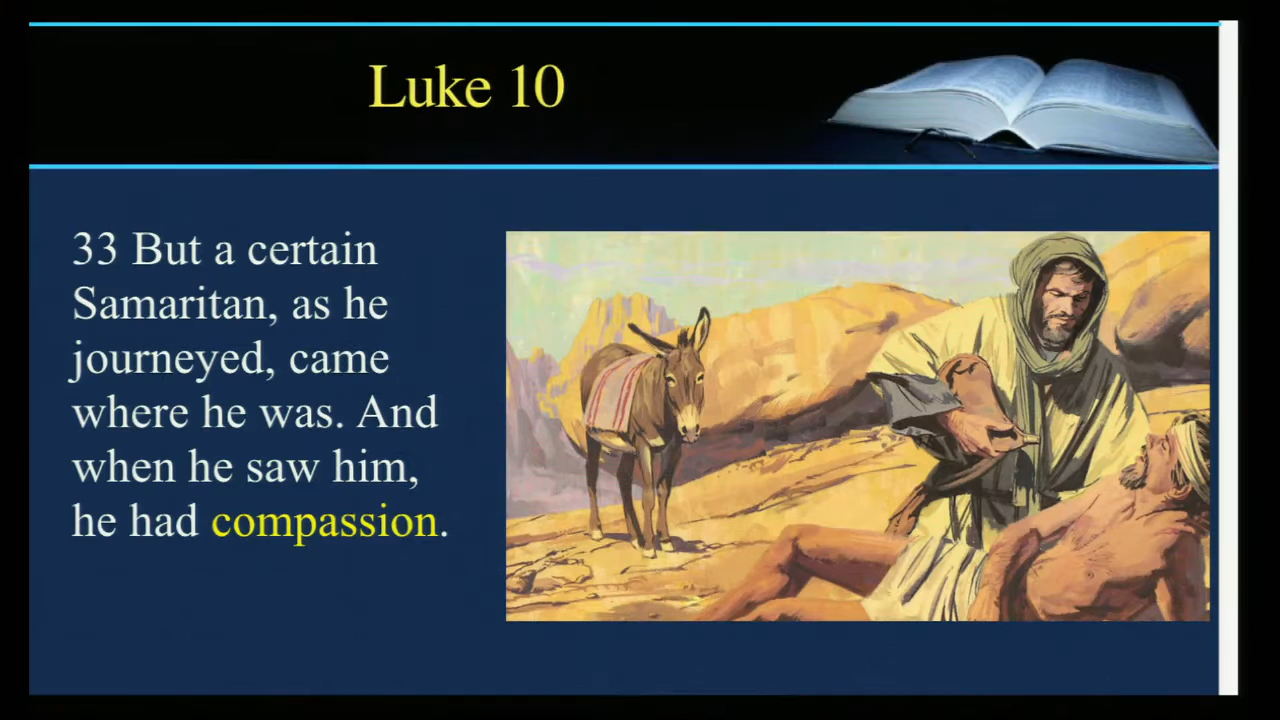 Luke 10
33 But a certain
Samaritan, as he
journeyed, came
where he was. And
when he saw him,
he had compassion.